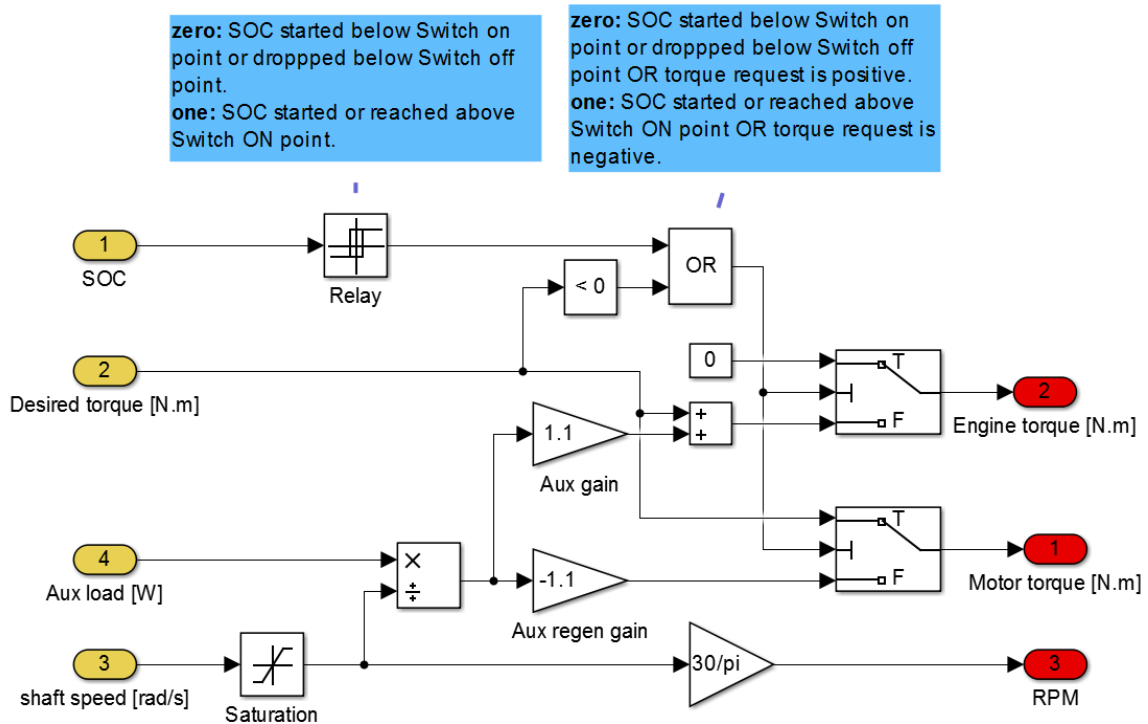 zero: SOC started below Switch on
point or droppped below Switch off
point.
one: SOC started or reached above
Switch ON point.
zero: SOC started below Switch on
point or droppped below Switch off
point OR torque request is positive.
one: SOC started or reached above
Switch ON point OR torque request is
negative.
1
SOC
Relay
< 0
OR
2
Desired torque [N.m]
0
T
F
2
Engine torque [N.m]
+
+
1.1
Aux gain
4
Aux load [W]
×
÷
-1.1
Aux regen gain
T
F
1
Motor torque [N.m]
3
shaft speed [rad/s]
Saturation
30/pi
3
RPM